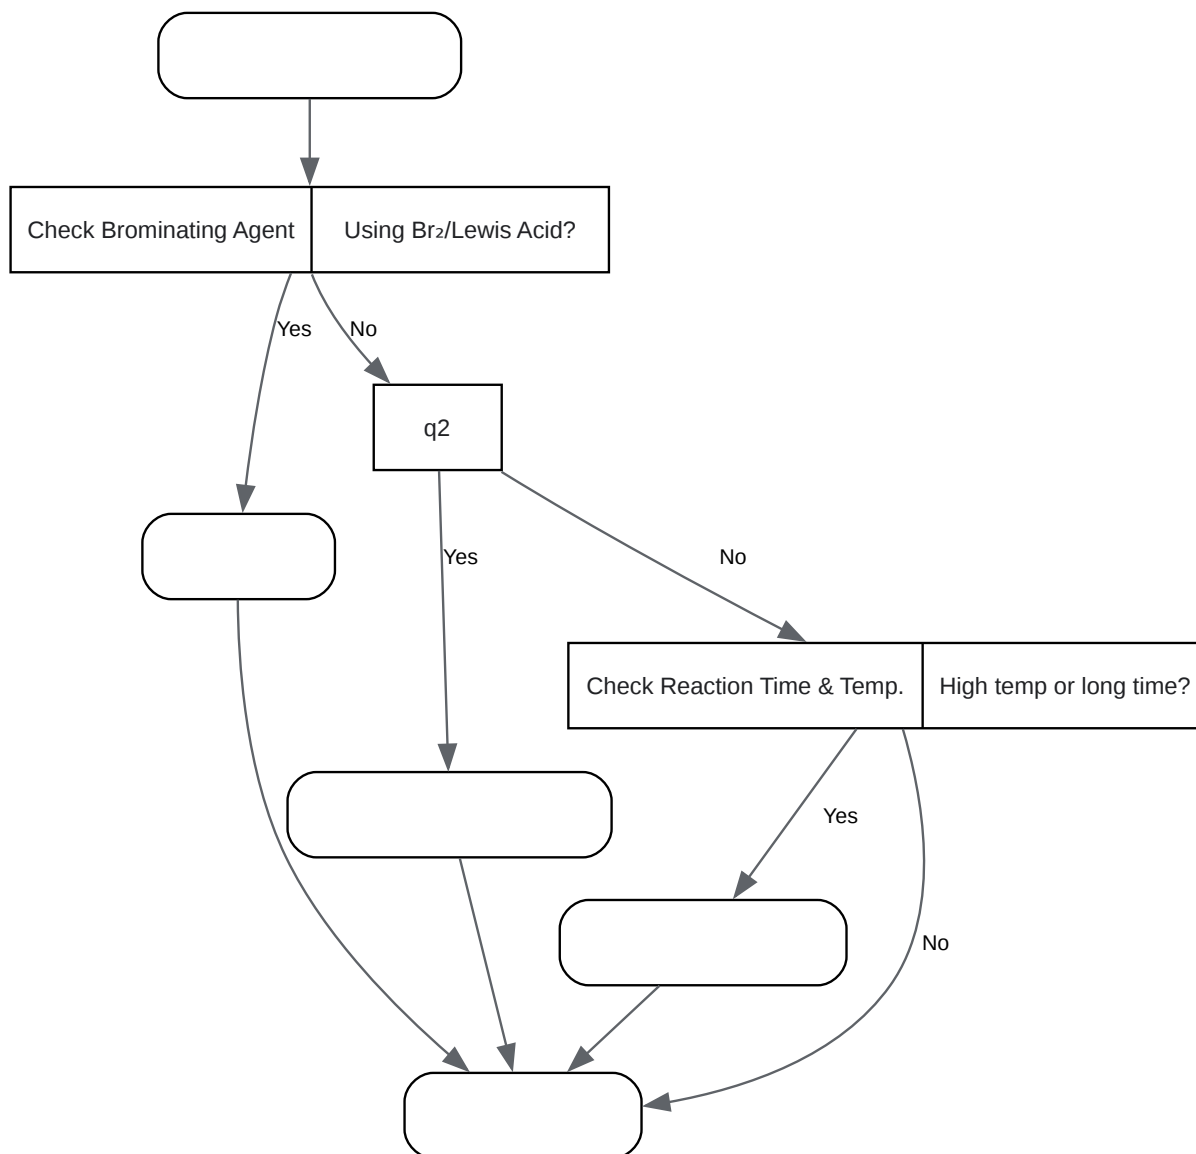 Check Brominating Agent
Using Br₂/Lewis Acid?
Yes
No
q2
Yes
No
Check Reaction Time & Temp.
High temp or long time?
Yes
No